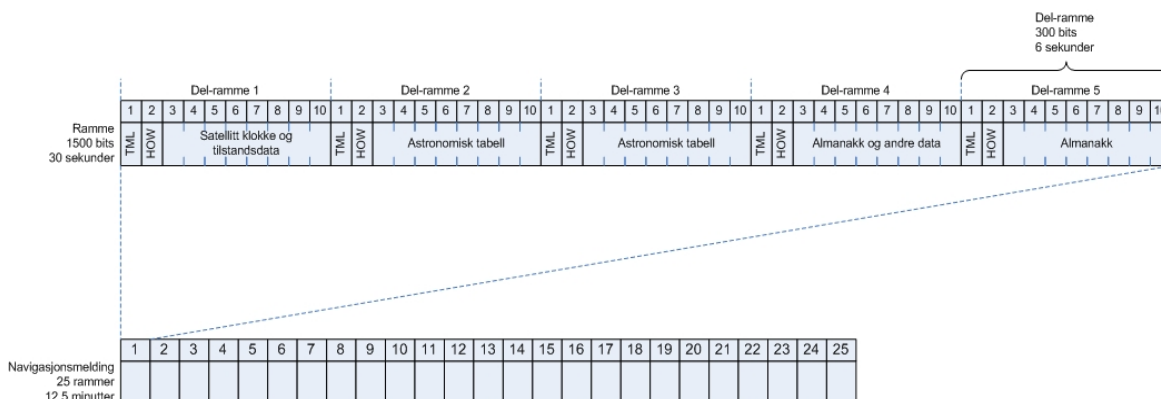 Del-ramme
300 bits
6 sekunder
Del-ramme 1 Del-ramme 2 Del-ramme 3 Del-ramme 4 Del-ramme 5
1 2 3 4 5 6 7 8 9 10 1 2 3 4 5 6 7 8 9 10 1 2 3 4 5 6 7 8 9 10 1 2 3 4 5 6 7 8 9 10 1 2 3 4 5 6 7 8 9 10
Ramme
1500 bits
30 sekunder
TML HOW Satellitt klokke og
tilstandsdata
TML HOW Astronomisk tabell
TML HOW Astronomisk tabell
TML HOW Almanakk og andre data
TML HOW Almanakk
1 2 3 4 5 6 7 8 9 10 11 12 13 14 15 16 17 18 19 20 21 22 23 24 25
Navigasjonsmelding
25 rammer
12,5 minutter